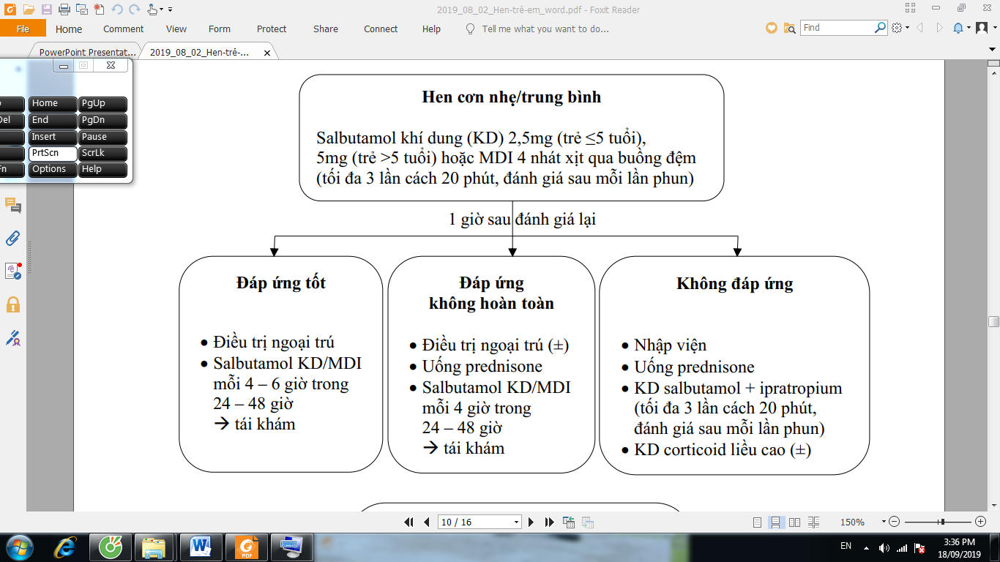 2019_08_02_Hen-trẻ-em_word.pdf - Foxit Reader
File Home Comment View Form Protect Share Connect Help Tell me what you want to do... Find
PowerPoint Presentat... 2019_08_02_Hen-trẻ-...
Home PgUp
Del End PgDn
Insert Pause
PrtScn ScrLk
Fn Options Help
Hen cơn nhẹ/trung bình
Salbutamol khí dung (KD) 2,5mg (trẻ ≤5 tuổi),
5mg (trẻ >5 tuổi) hoặc MDI 4 nhát xịt qua buồng đệm
(tối đa 3 lần cách 20 phút, đánh giá sau mỗi lần phun)
1 giờ sau đánh giá lại
Đáp ứng tốt
• Điều trị ngoại trú
• Salbutamol KD/MDI
mỗi 4 – 6 giờ trong
24 – 48 giờ
→ tái khám
Đáp ứng
không hoàn toàn
• Điều trị ngoại trú (±)
• Uống prednisone
• Salbutamol KD/MDI
mỗi 4 giờ trong
24 – 48 giờ
→ tái khám
Không đáp ứng
• Nhập viện
• Uống prednisone
• KD salbutamol + ipratropium
(tối đa 3 lần cách 20 phút,
đánh giá sau mỗi lần phun)
• KD corticoid liều cao (±)
10 / 16 150%
EN 3:36 PM
18/09/2019